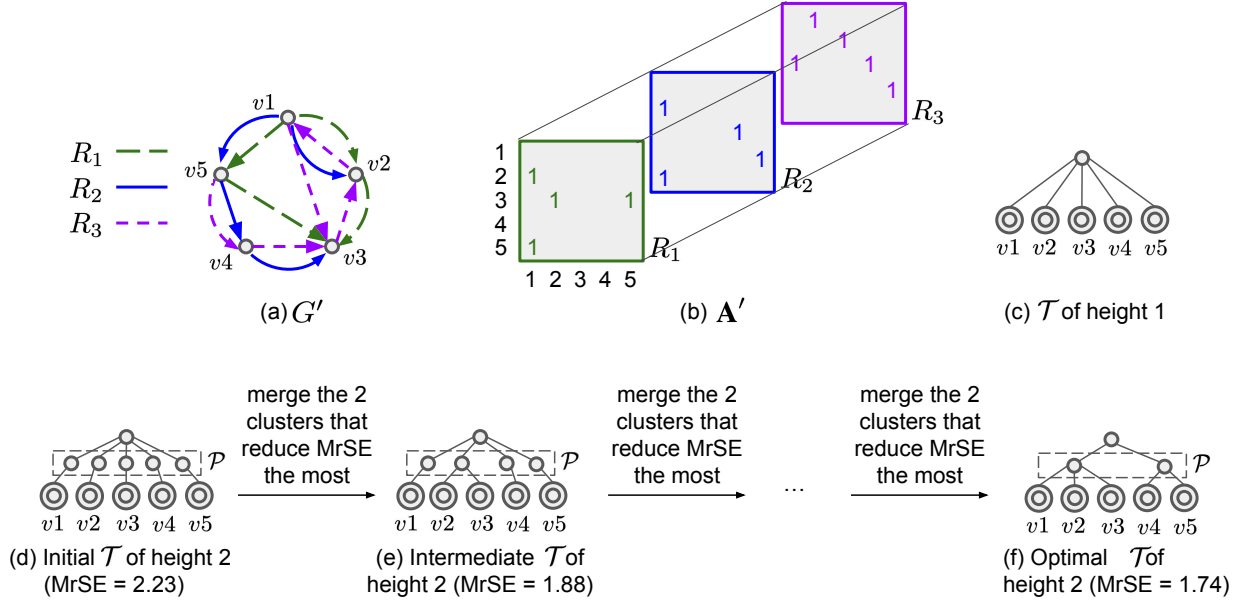 v1
v2
v3
v4
v5
R₁
R₂
R₃
(a) G′
1
2
3
4
5
1 2 3 4 5
1
1 1
1
R₁
1
1
1
1
R₂
1
1
1
1
1
R₃
(b) A′
v1 v2 v3 v4 v5
(c) 𝒯 of height 1
𝒫
v1 v2 v3 v4 v5
(d) Initial 𝒯 of height 2
(MrSE = 2.23)
merge the 2
clusters that
reduce MrSE
the most
𝒫
v1 v2 v3 v4 v5
(e) Intermediate 𝒯 of
height 2 (MrSE = 1.88)
merge the 2
clusters that
reduce MrSE
the most
...
merge the 2
clusters that
reduce MrSE
the most
𝒫
v1 v2 v3 v4 v5
(f) Optimal 𝒯 of
height 2 (MrSE = 1.74)